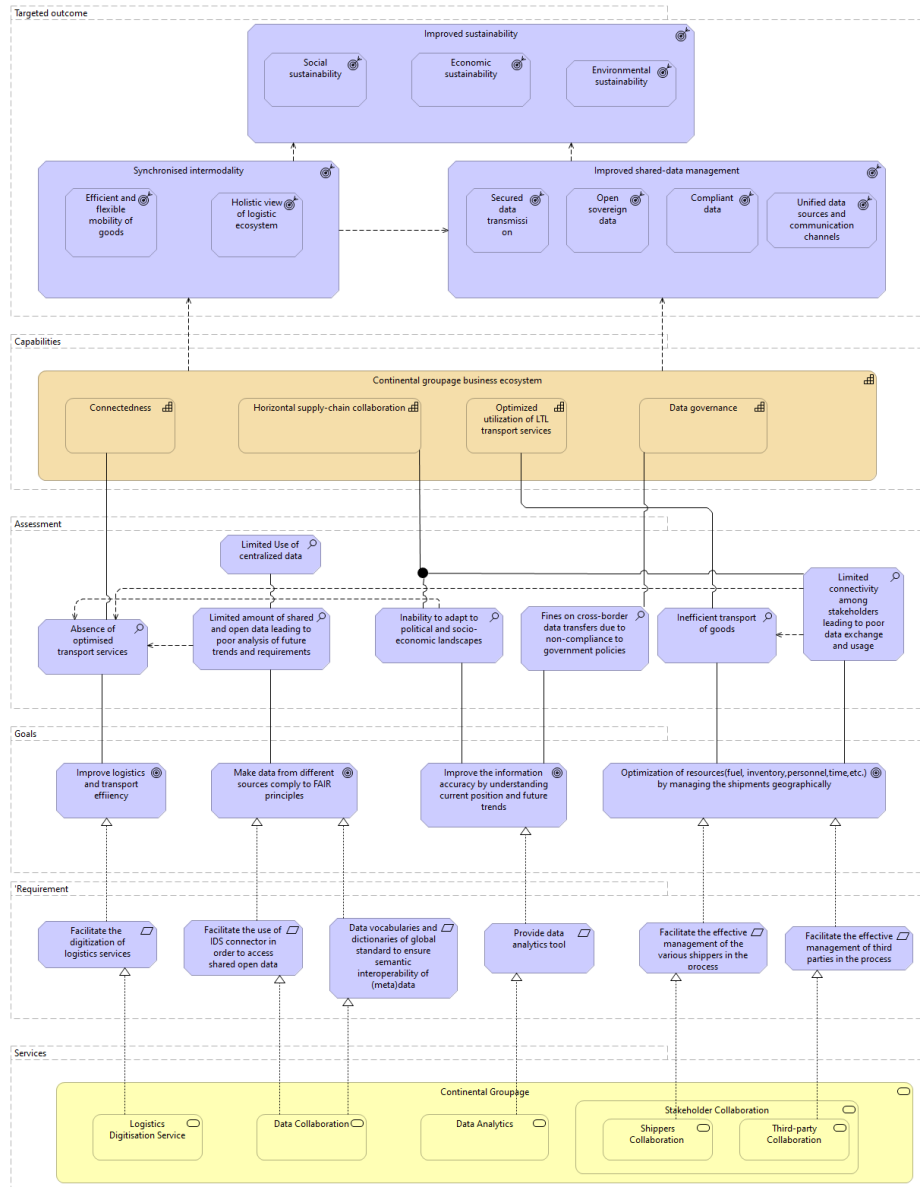 Targeted outcome
Improved sustainability
Social
sustainability
Economic
sustainability
Environmental
sustainability
Synchronised intermodality
Efficient and
flexible
mobility of
goods
Holistic view
of logistic
ecosystem
Improved shared-data management
Secured
data
transmissi
on
Open
sovereign
data
Compliant
data
Unified data
sources and
communication
channels
Capabilities
Continental groupage business ecosystem
Connectedness
Horizontal supply-chain collaboration
Optimized
utilization of LTL
transport services
Data governance
Assessment
Limited Use of
centralized data
Absence of
optimised
transport services
Limited amount of shared
and open data leading to
poor analysis of future
trends and requirements
Inability to adapt to
political and socio-
economic landscapes
Fines on cross-border
data transfers due to
non-compliance to
government policies
Inefficient transport
of goods
Limited
connectivity
among
stakeholders
leading to poor
data exchange
and usage
Goals
Improve logistics
and transport
effiiency
Make data from different
sources comply to FAIR
principles
Improve the information
accuracy by understanding
current position and future
trends
Optimization of resources(fuel, inventory,personnel,time,etc.)
by managing the shipments geographically
'Requirement
Facilitate the
digitization of
logistics services
Facilitate the use of
IDS connector in
order to access
shared open data
Data vocabularies and
dictionaries of global
standard to ensure
semantic
interoperability of
(meta)data
Provide data
analytics tool
Facilitate the effective
management of the
various shippers in the
process
Facilitate the effective
management of third
parties in the process
Services
Continental Groupage
Logistics
Digitisation Service
Data Collaboration
Data Analytics
Stakeholder Collaboration
Shippers
Collaboration
Third-party
Collaboration